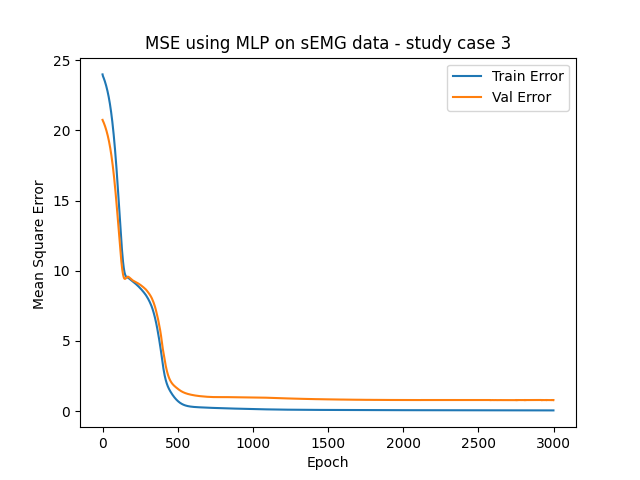 MSE using MLP on sEMG data - study case 3
Train Error
Val Error
Mean Square Error
25
20
15
10
5
0
0 500 1000 1500 2000 2500 3000
Epoch